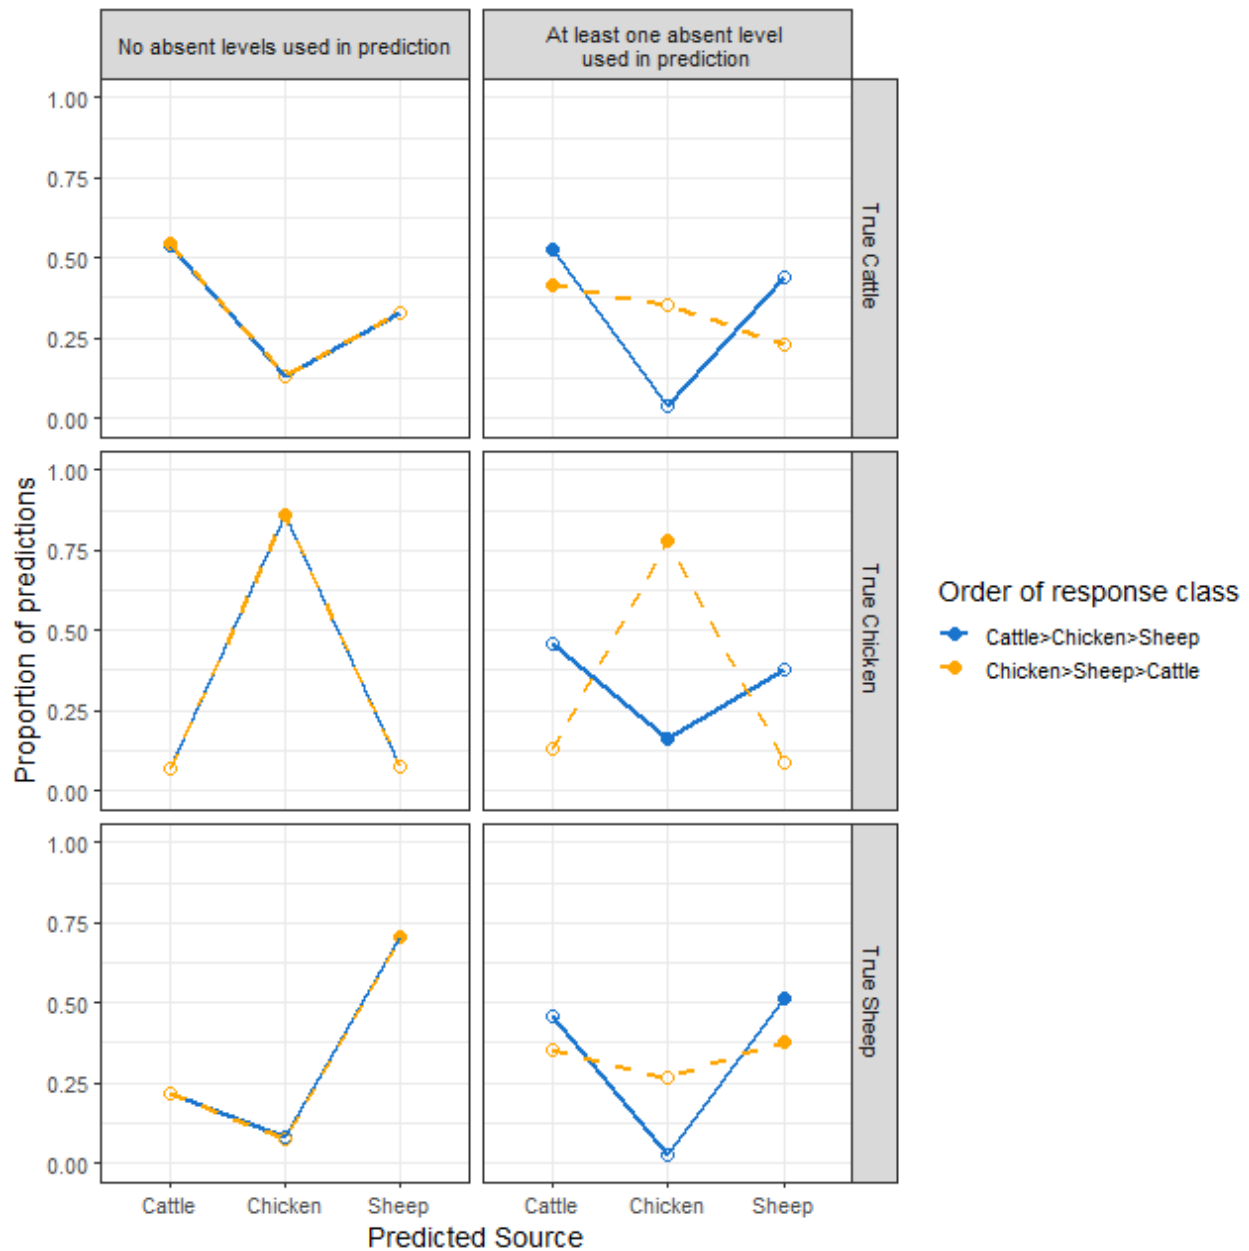 No absent levels used in prediction
At least one absent level
used in prediction
1.00
0.75
0.50
0.25
0.00
True Cattle
1.00
0.75
0.50
0.25
0.00
True Chicken
1.00
0.75
0.50
0.25
0.00
True Sheep
Proportion of predictions
Cattle Chicken Sheep
Cattle Chicken Sheep
Predicted Source
Order of response class
Cattle>Chicken>Sheep
Chicken>Sheep>Cattle